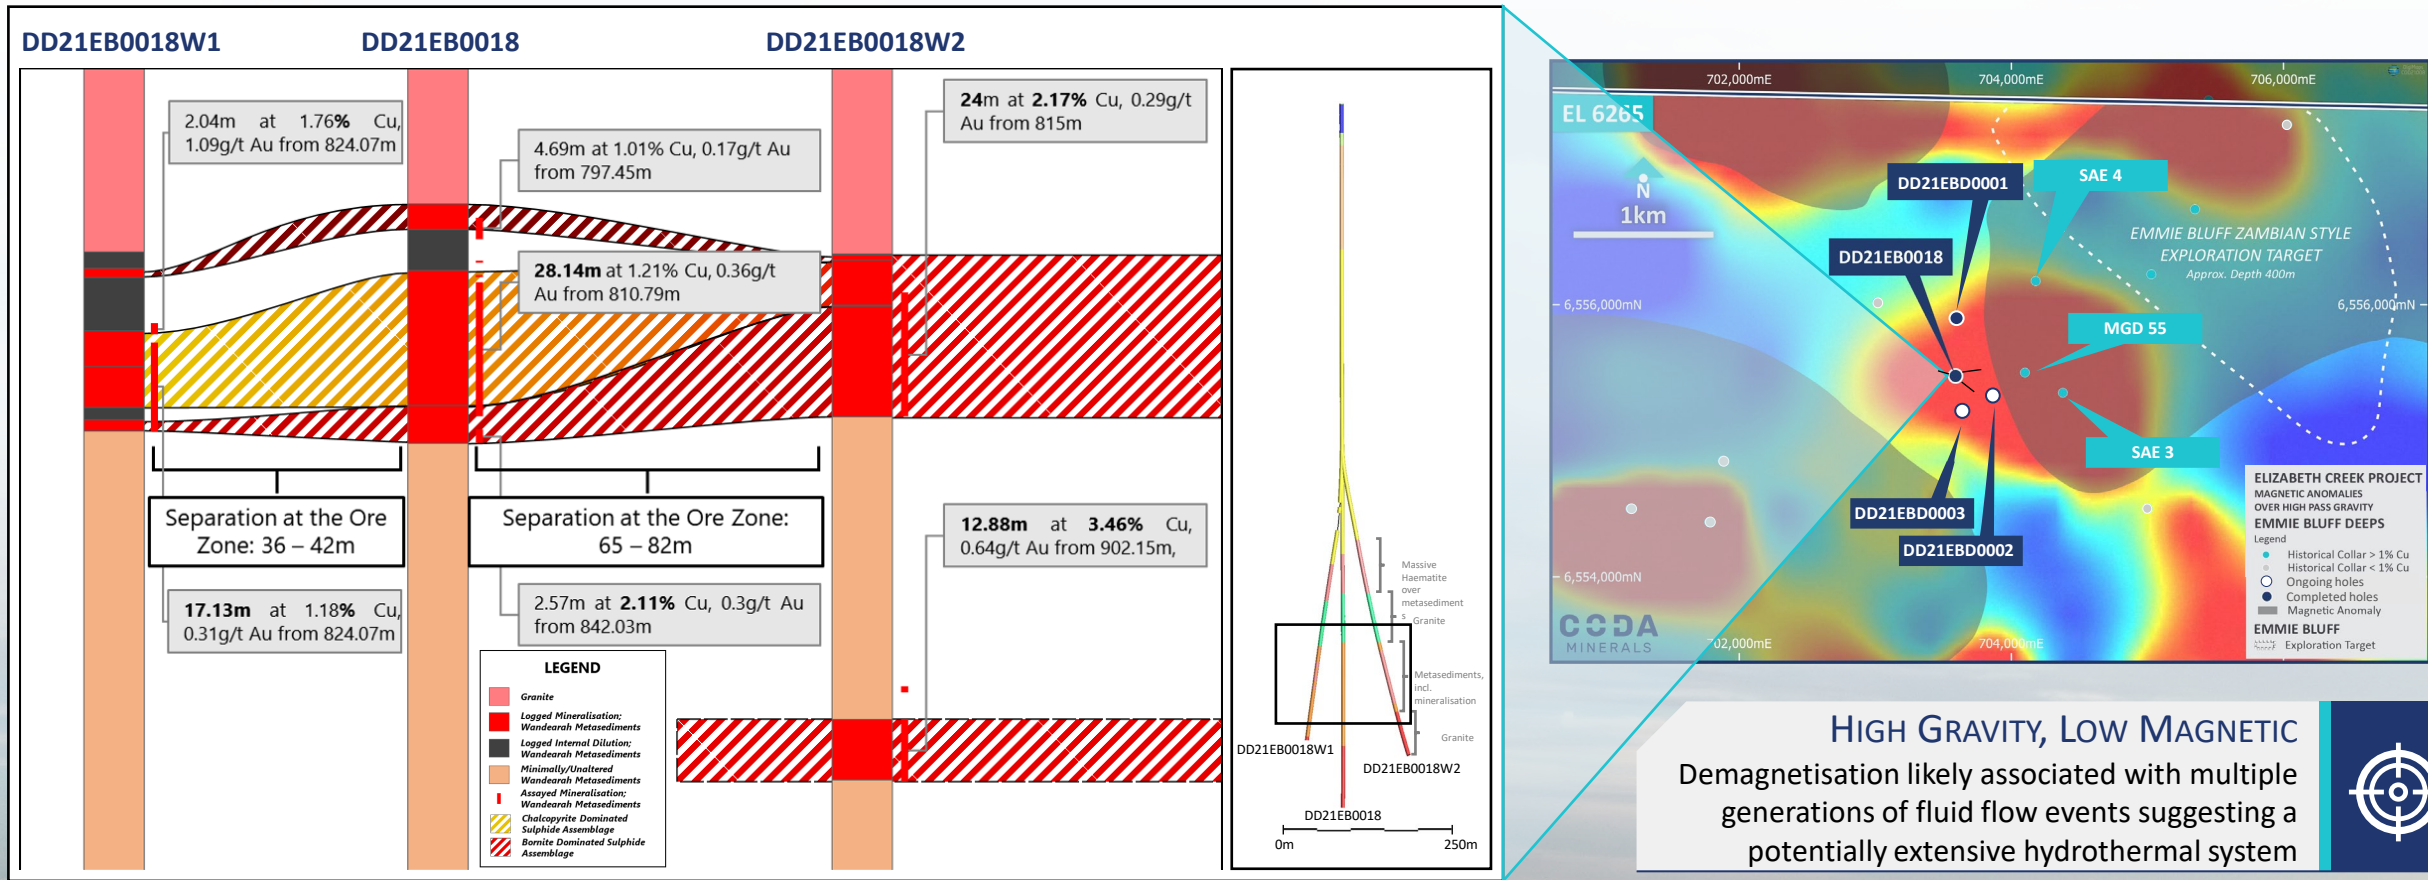 DD21EB0018W1
DD21EB0018
DD21EB0018W2
2.04m at 1.76% Cu,
1.09g/t Au from 824.07m
4.69m at 1.01% Cu, 0.17g/t Au
from 797.45m
24m at 2.17% Cu, 0.29g/t
Au from 815m
28.14m at 1.21% Cu, 0.36g/t
Au from 810.79m
Separation at the Ore
Zone: 36 – 42m
Separation at the Ore Zone:
65 – 82m
12.88m at 3.46% Cu,
0.64g/t Au from 902.15m,
17.13m at 1.18% Cu,
0.31g/t Au from 824.07m
2.57m at 2.11% Cu, 0.3g/t Au
from 842.03m
LEGEND
Granite
Logged Mineralisation;
Wandearah Metasediments
Logged Internal Dilution;
Wandearah Metasediments
Minimally/Unaltered
Wandearah Metasediments
Assayed Mineralisation;
Wandearah Metasediments
Chalcopyrite Dominated
Sulphide Assemblage
Bornite Dominated Sulphide
Assemblage
Massive
Haematite
over
metasediment
s
Granite
Metasediments,
incl.
mineralisation
Granite
DD21EB0018W1
DD21EB0018W2
DD21EB0018
0m
250m
702,000mE
704,000mE
706,000mE
EL 6265
N
1km
DD21EBD0001
SAE 4
DD21EB0018
EMMIE BLUFF ZAMBIAN STYLE
EXPLORATION TARGET
Approx. Depth 400m
6,556,000mN
6,556,000mN
MGD 55
SAE 3
DD21EBD0003
DD21EBD0002
6,554,000mN
CODA
MINERALS
702,000mE
704,000mE
ELIZABETH CREEK PROJECT
MAGNETIC ANOMALIES
OVER HIGH PASS GRAVITY
EMMIE BLUFF DEEPS
Legend
Historical Collar > 1% Cu
Historical Collar < 1% Cu
Ongoing holes
Completed holes
Magnetic Anomaly
EMMIE BLUFF
Exploration Target
HIGH GRAVITY, LOW MAGNETIC
Demagnetisation likely associated with multiple
generations of fluid flow events suggesting a
potentially extensive hydrothermal system